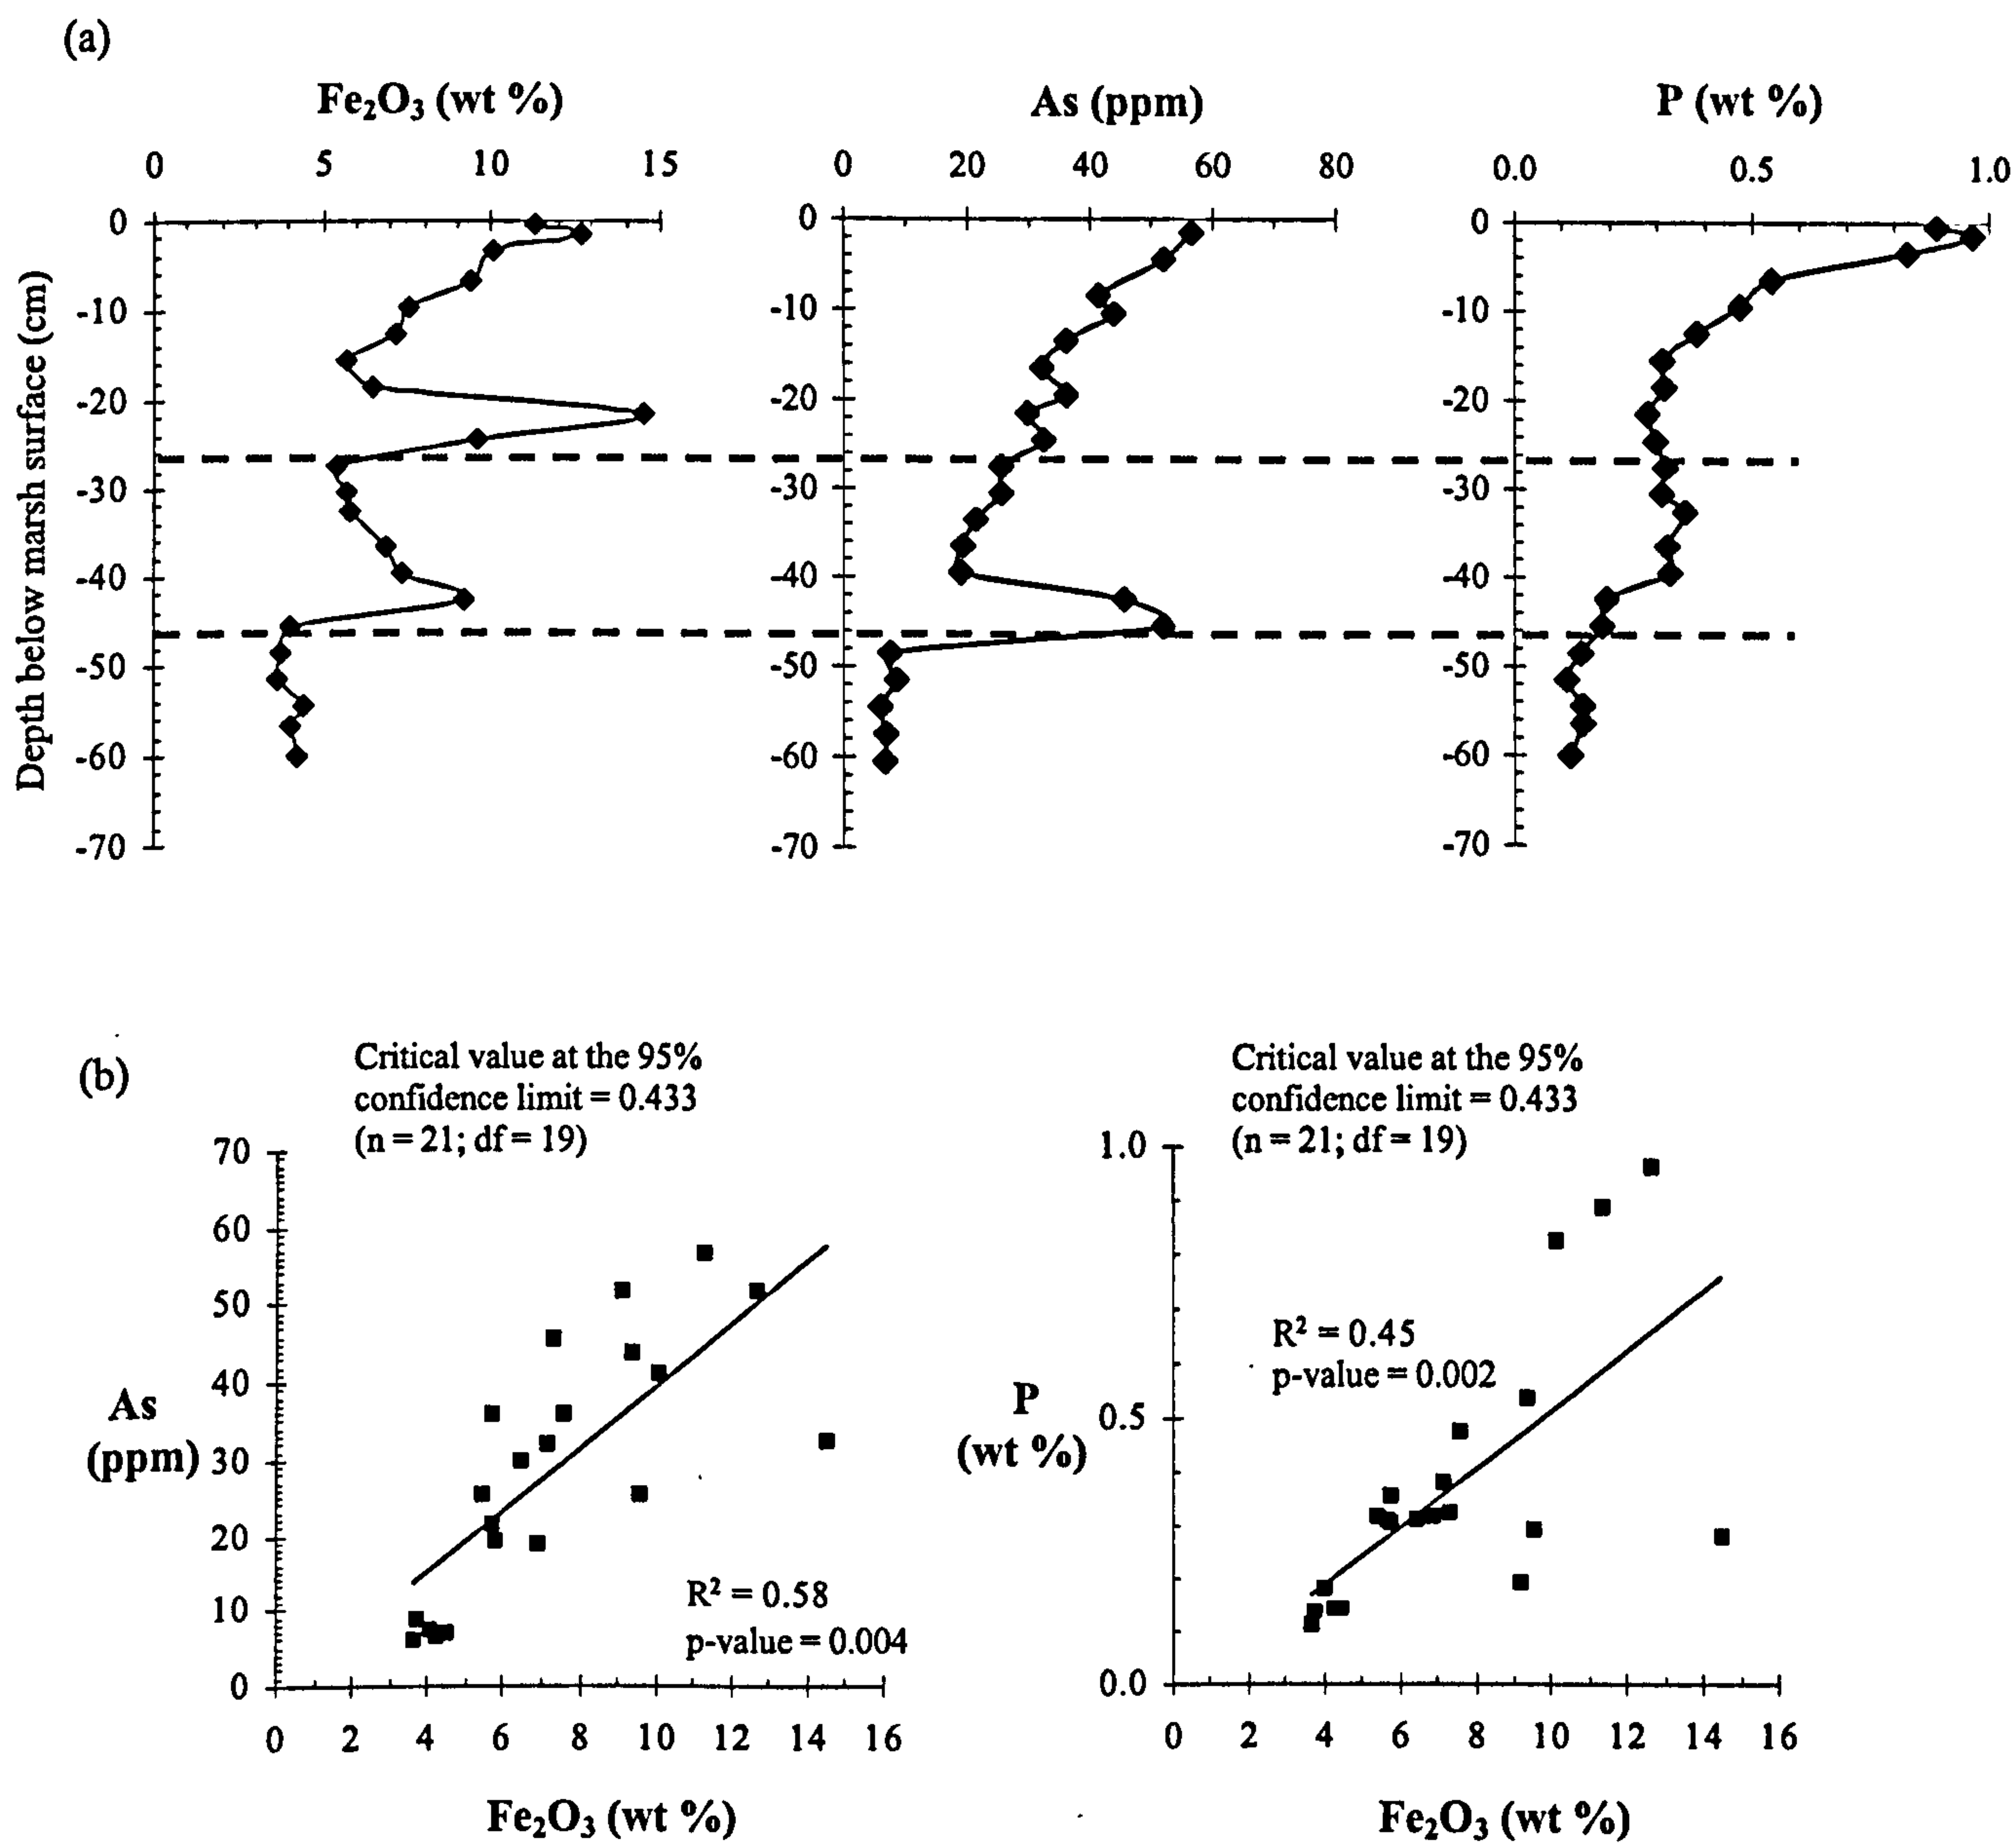 (a)
Fe₂O₃ (wt %)
As (ppm)
P (wt %)
0 5 10 15
0 20 40 60 80
0.0 0.5 1.0
Depth below marsh surface (cm)
0
-10
-20
-30
-40
-50
-60
-70
0
-10
-20
-30
-40
-50
-60
-70
0
-10
-20
-30
-40
-50
-60
-70
(b)
Critical value at the 95%
confidence limit = 0.433
(n = 21; df = 19)
As
(ppm)
70
60
50
40
30
20
10
0
R² = 0.58
p-value = 0.004
0 2 4 6 8 10 12 14 16
Fe₂O₃ (wt %)
Critical value at the 95%
confidence limit = 0.433
(n = 21; df = 19)
P
(wt %)
1.0
0.5
0.0
R² = 0.45
p-value = 0.002
0 2 4 6 8 10 12 14 16
Fe₂O₃ (wt %)